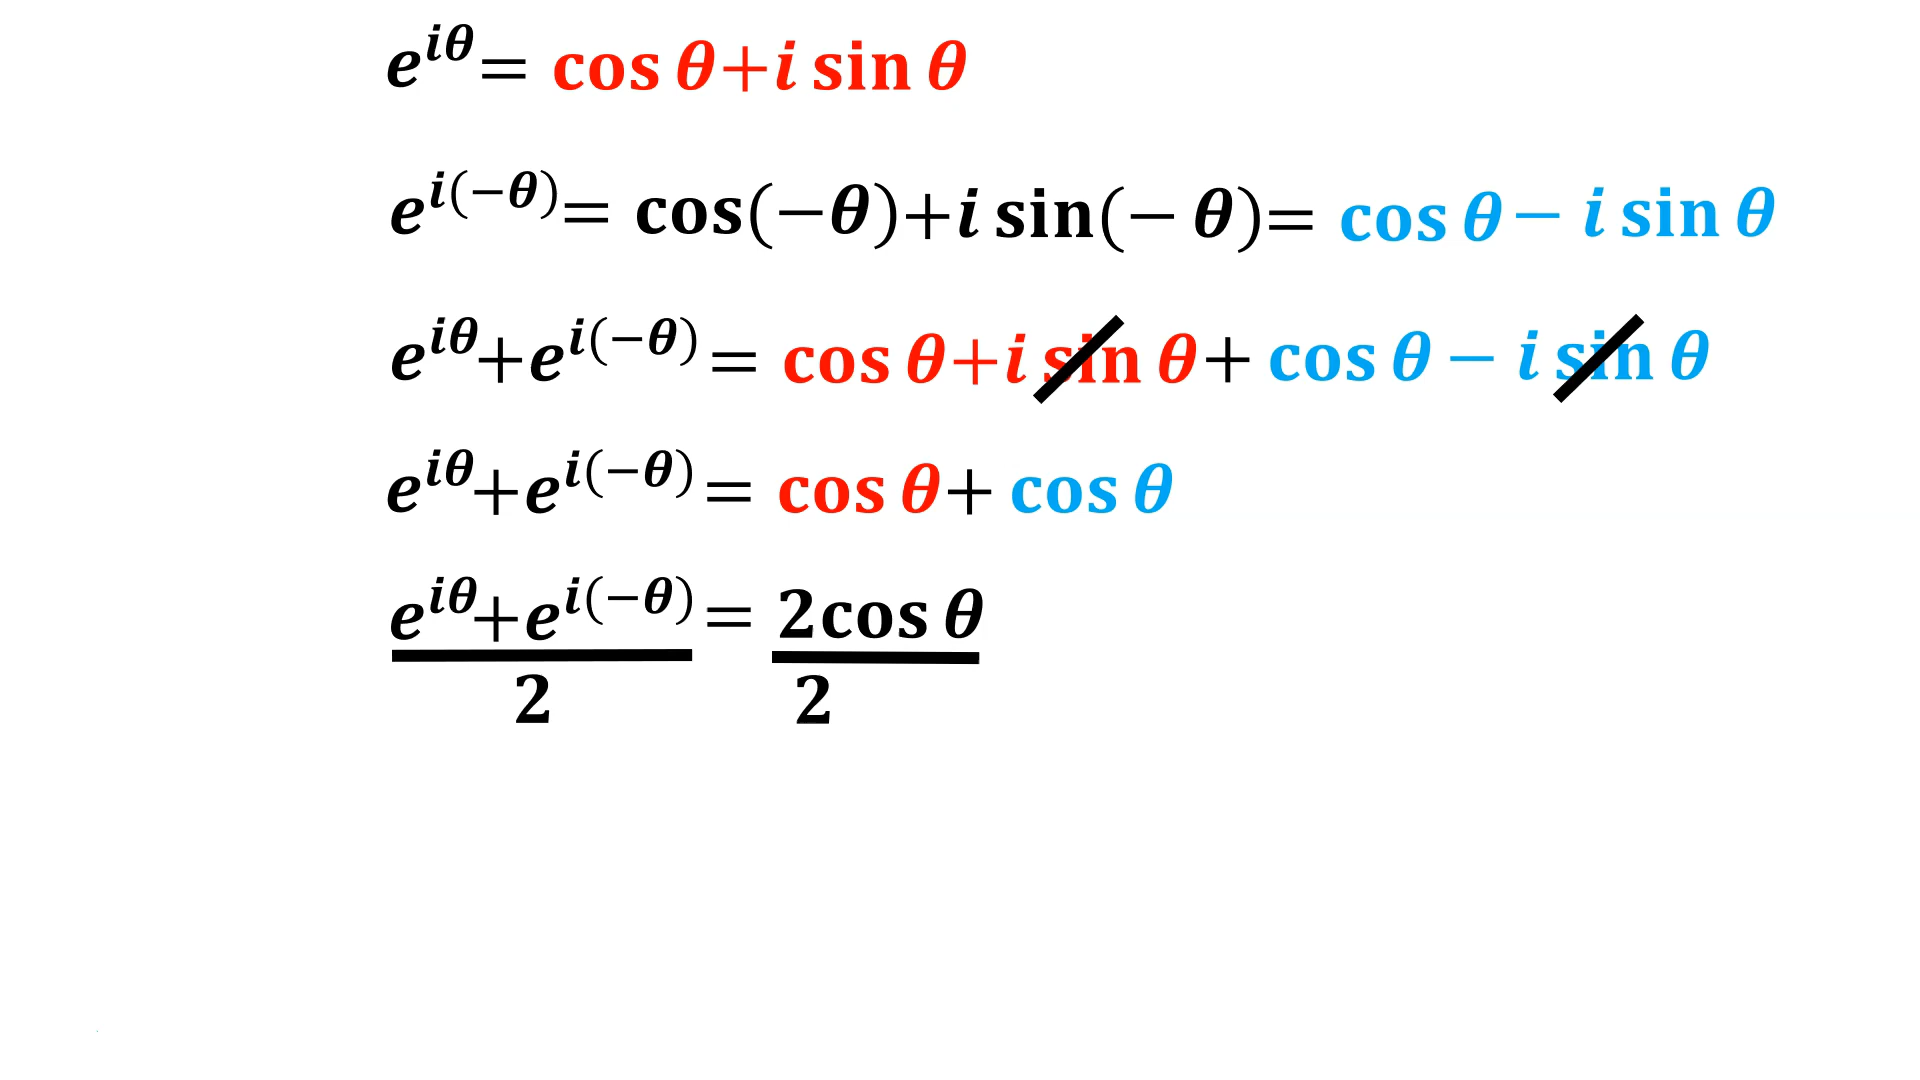 e^{iθ} = cos θ + i sin θ
e^{i(−θ)} = cos(−θ) + i sin(− θ) = cos θ − i sin θ
e^{iθ} + e^{i(−θ)} = cos θ + i sin θ + cos θ − i sin θ
e^{iθ} + e^{i(−θ)} = cos θ + cos θ
e^{iθ} + e^{i(−θ)} = 2cos θ
2 2